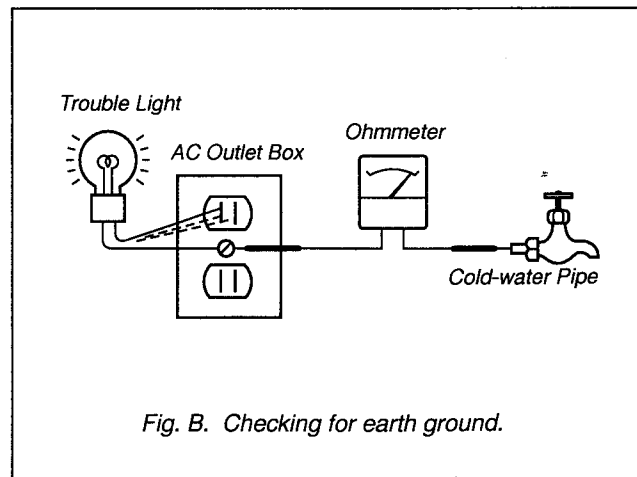 Trouble Light
AC Outlet Box
Ohmmeter
Cold-water Pipe
Fig. B. Checking for earth ground.